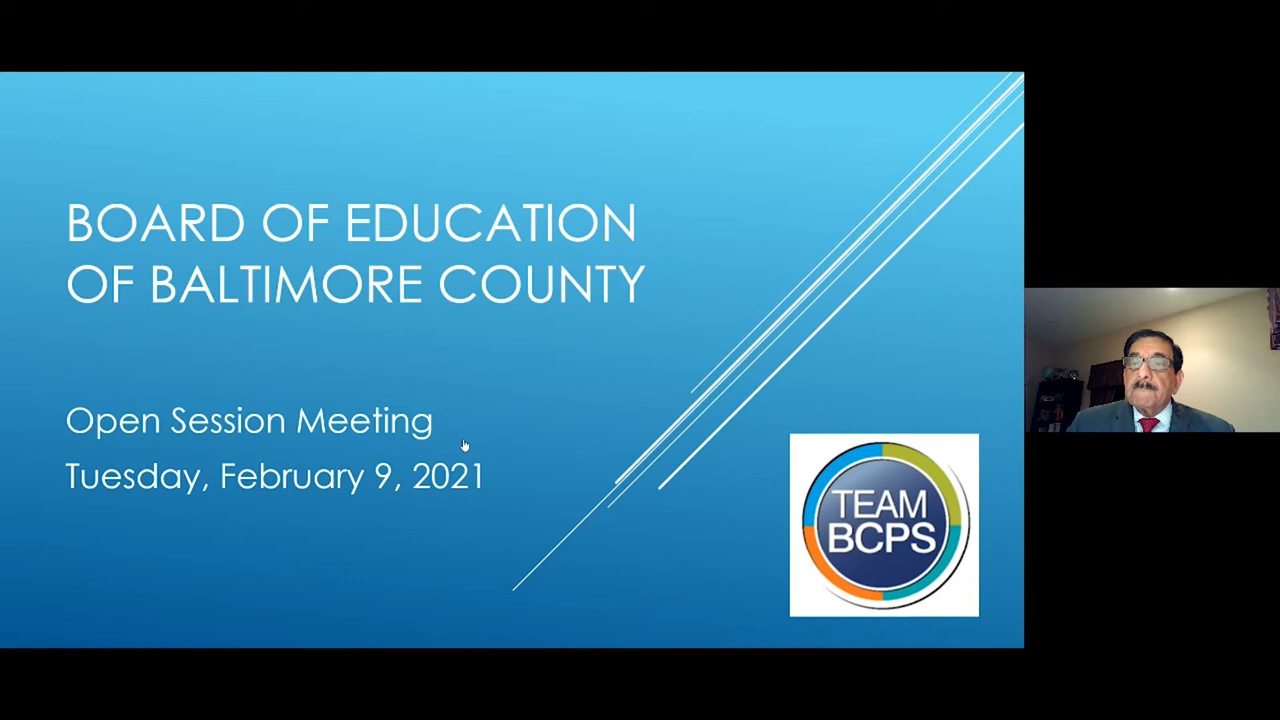 BOARD OF EDUCATION
OF BALTIMORE COUNTY
Open Session Meeting
Tuesday, February 9, 2021
TEAM
BCPS